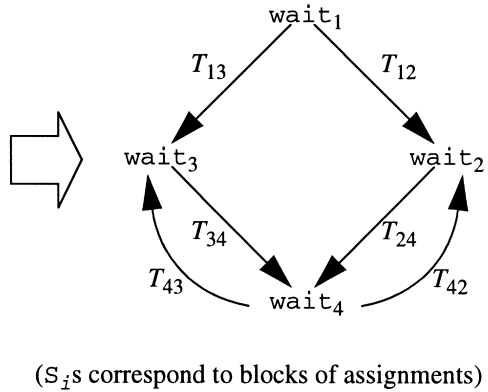 wait₁
T₁₃ T₁₂
wait₃ wait₂
T₃₄ T₂₄
T₄₃ T₄₂
wait₄
(Sᵢs correspond to blocks of assignments)